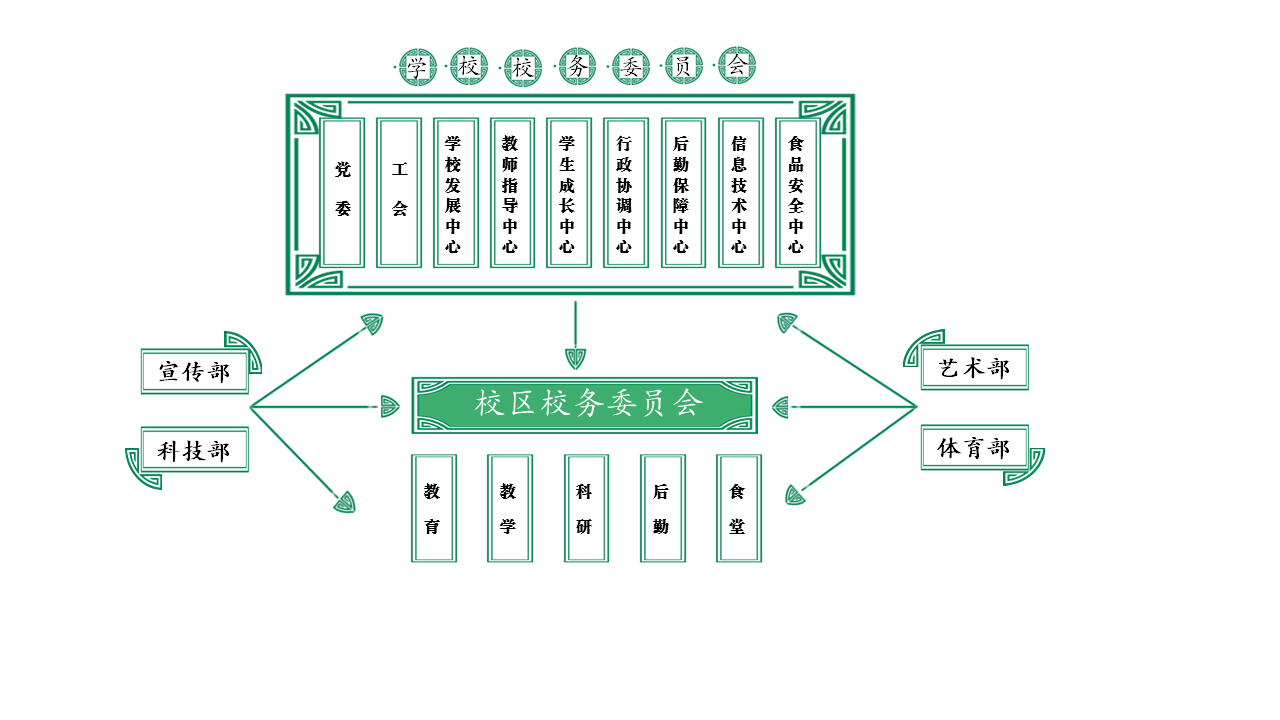 学校校务委员会
党委
工会
学校发展中心
教师指导中心
学生成长中心
行政协调中心
后勤保障中心
信息技术中心
食品安全中心
宣传部
科技部
艺术部
体育部
校区校务委员会
教育
教学
科研
后勤
食堂